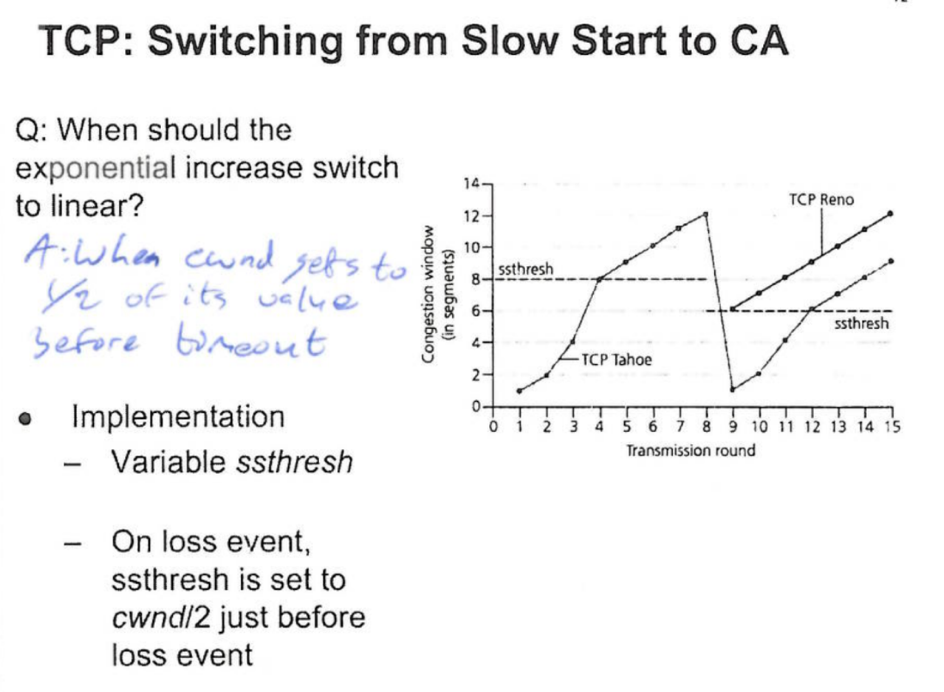 TCP: Switching from Slow Start to CA
Q: When should the
exponential increase switch
to linear?
A: When cwnd gets to
1/2 of its value
before timeout
• Implementation
– Variable ssthresh
– On loss event,
ssthresh is set to
cwnd/2 just before
loss event
Congestion window
(in segments)
14
12
10
8
6
4
2
0
ssthresh
TCP Tahoe
TCP Reno
ssthresh
0 1 2 3 4 5 6 7 8 9 10 11 12 13 14 15
Transmission round